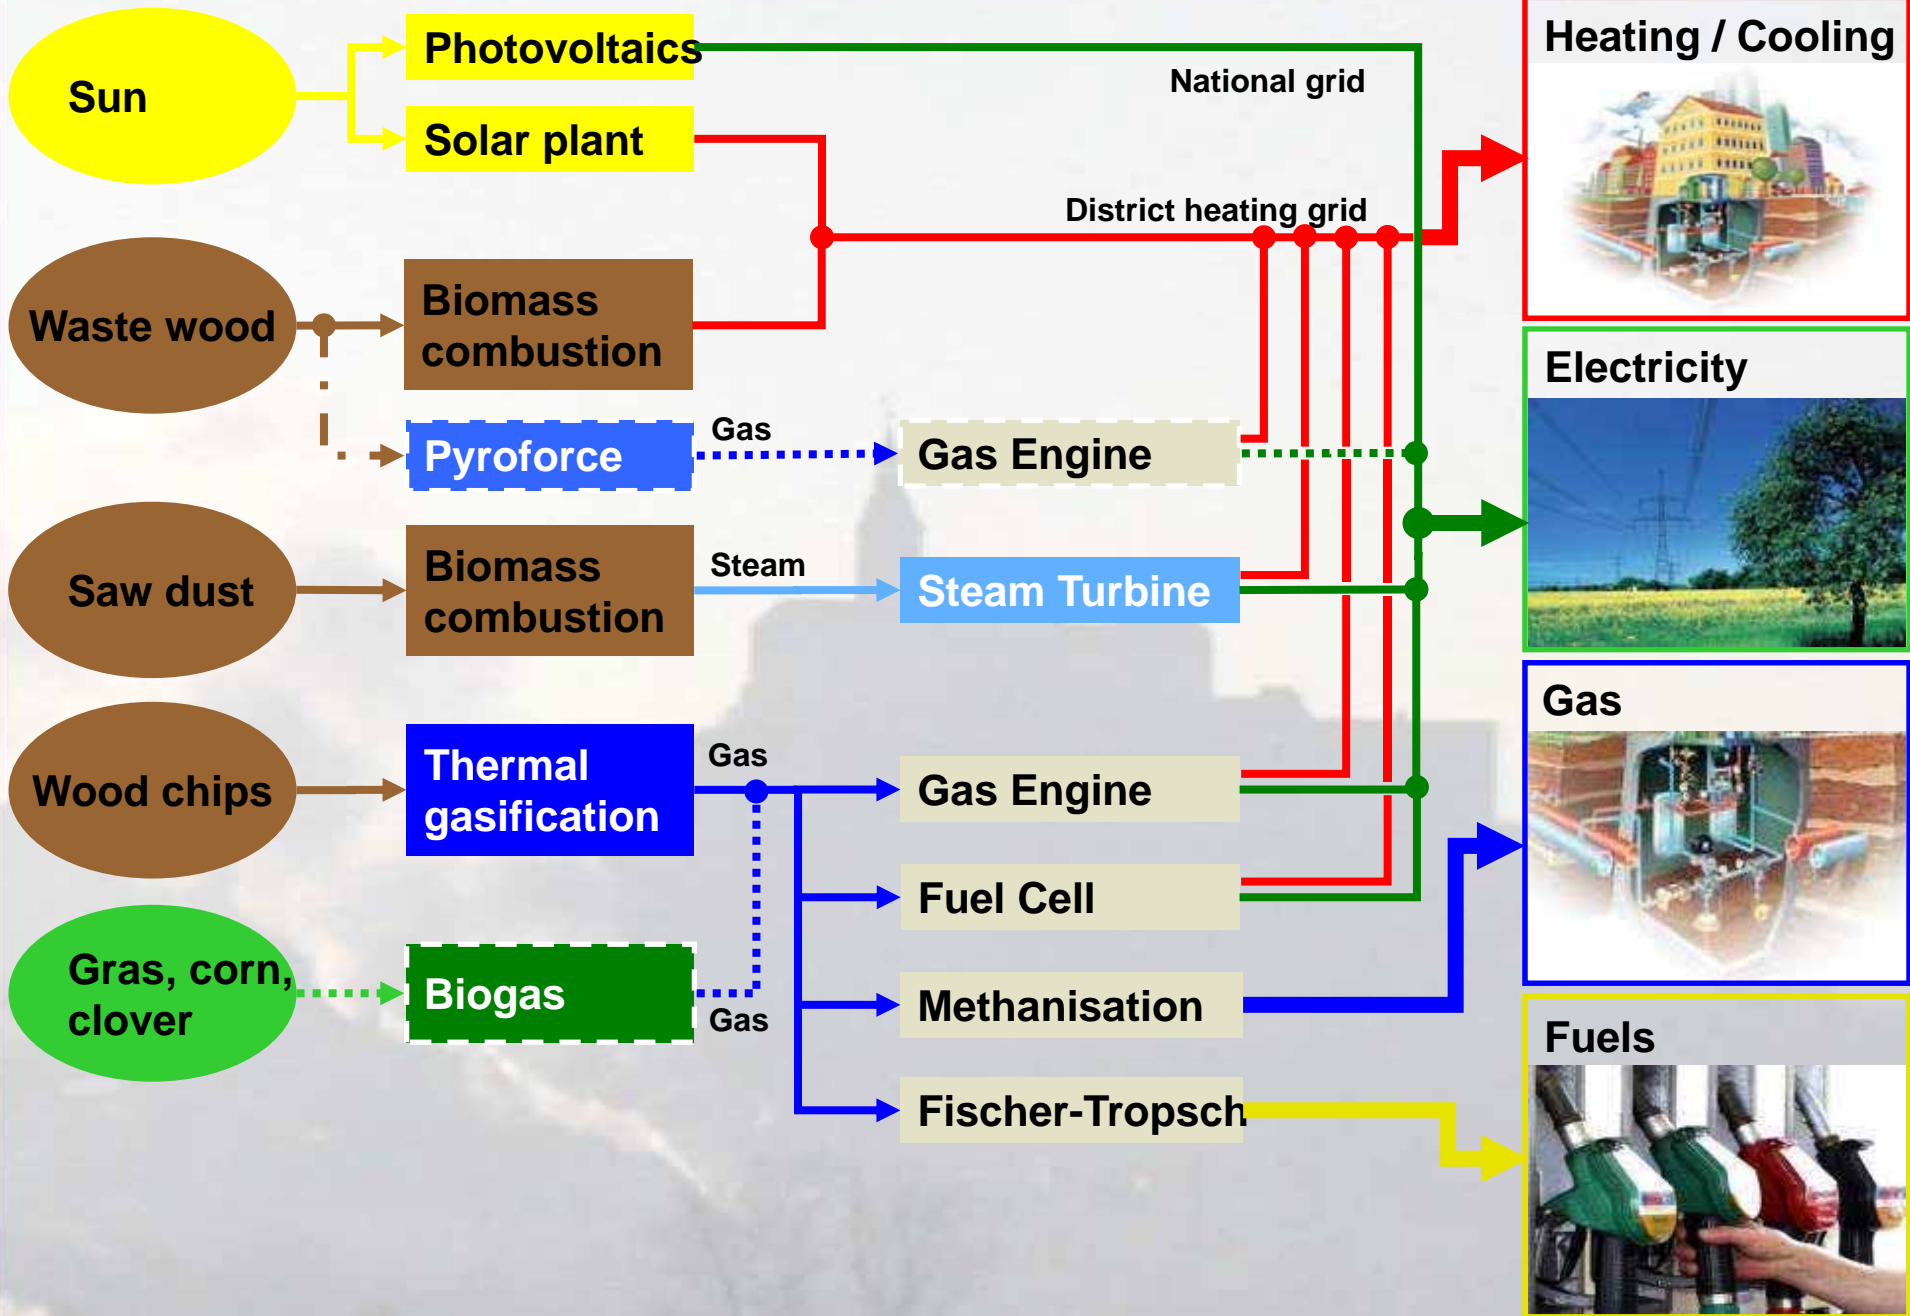 Sun
Photovoltaics
Solar plant
National grid
District heating grid
Heating / Cooling
Waste wood
Biomass
combustion
Pyroforce
Gas
Gas Engine
Electricity
Saw dust
Biomass
combustion
Steam
Steam Turbine
Wood chips
Thermal
gasification
Gas
Gas Engine
Fuel Cell
Gas
Gras, corn,
clover
Biogas
Gas
Methanisation
Fischer-Tropsch
Fuels